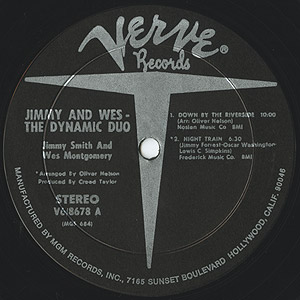 VERVE®
Records
JIMMY AND WES -
THE DYNAMIC DUO
Jimmy Smith And
Wes Montgomery
*Arranged By Oliver Nelson
Produced By Creed Taylor
STEREO
V6-8678 A
(MGS 664)
1. DOWN BY THE RIVERSIDE 10:00
(Arr: Oliver Nelson)
Noslen Music Co BMI
*2. NIGHT TRAIN 6:30
(Jimmy Forrest-Oscar Washington-
Lewis C. Simpkins)
Frederick Music Co. BMI
MANUFACTURED BY MGM RECORDS, INC., 7165 SUNSET BOULEVARD HOLLYWOOD, CALIF. 90046